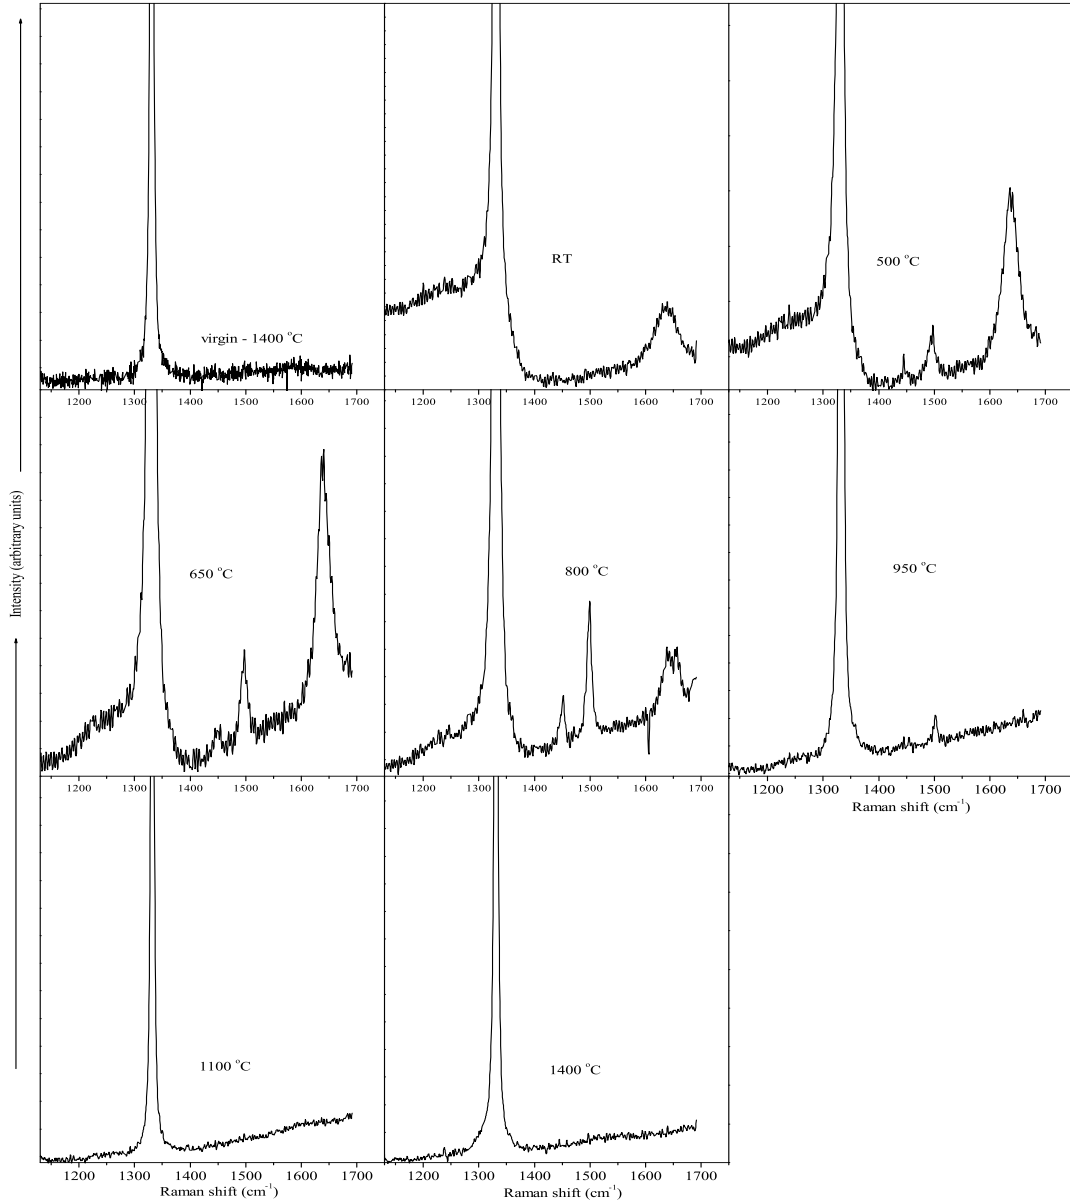 virgin - 1400 °C
RT
500 °C
1200 1300 1400 1500 1600 1700
1200 1300 1400 1500 1600 1700
1200 1300 1400 1500 1600 1700
Intensity (arbitrary units)
650 °C
800 °C
950 °C
1200 1300 1400 1500 1600 1700
1200 1300 1400 1500 1600 1700
1200 1300 1400 1500 1600 1700
Raman shift (cm⁻¹)
1100 °C
1400 °C
1200 1300 1400 1500 1600 1700
Raman shift (cm⁻¹)
1200 1300 1400 1500 1600 1700
Raman shift (cm⁻¹)